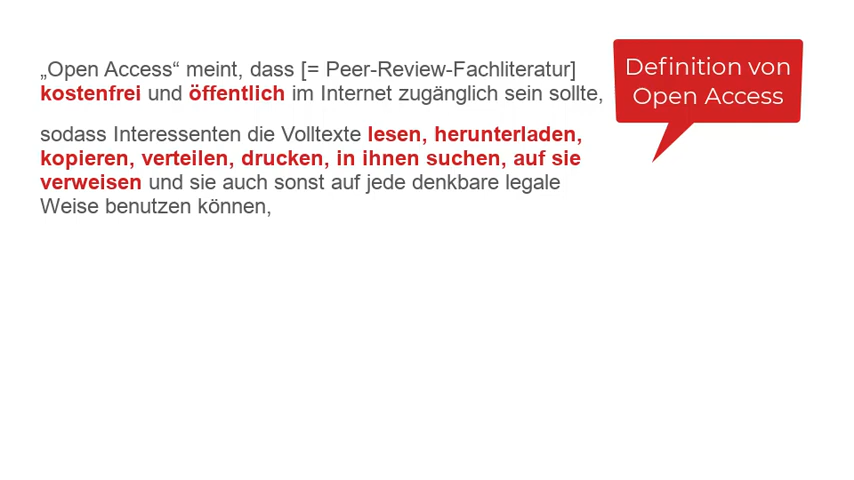 „Open Access“ meint, dass [= Peer-Review-Fachliteratur]
kostenfrei und öffentlich im Internet zugänglich sein sollte,
sodass Interessenten die Volltexte lesen, herunterladen,
kopieren, verteilen, drucken, in ihnen suchen, auf sie
verweisen und sie auch sonst auf jede denkbare legale
Weise benutzen können,
Definition von
Open Access